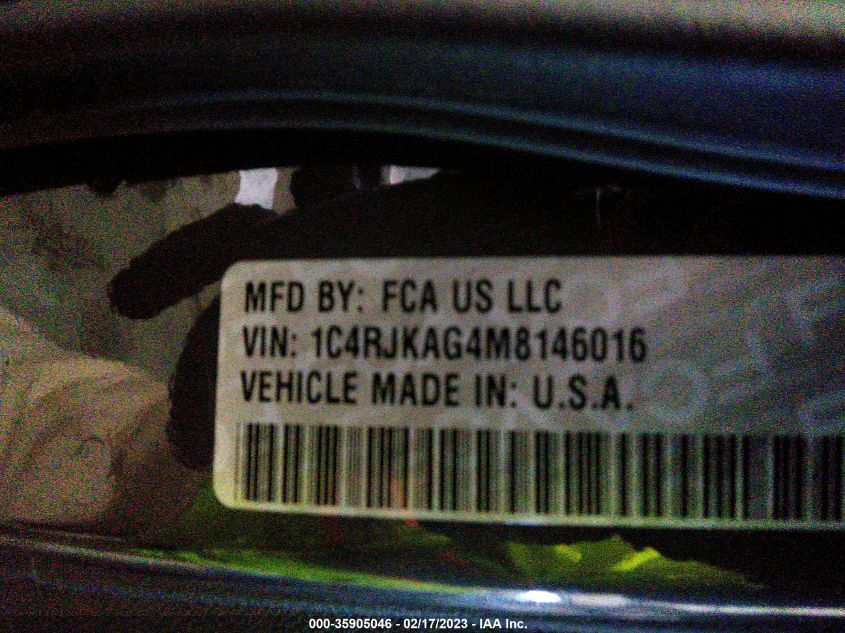 MFD BY: FCA US LLC
VIN: 1C4RJKAG4M8146016
VEHICLE MADE IN: U.S.A.
000-35905046 - 02/17/2023 - IAA Inc.